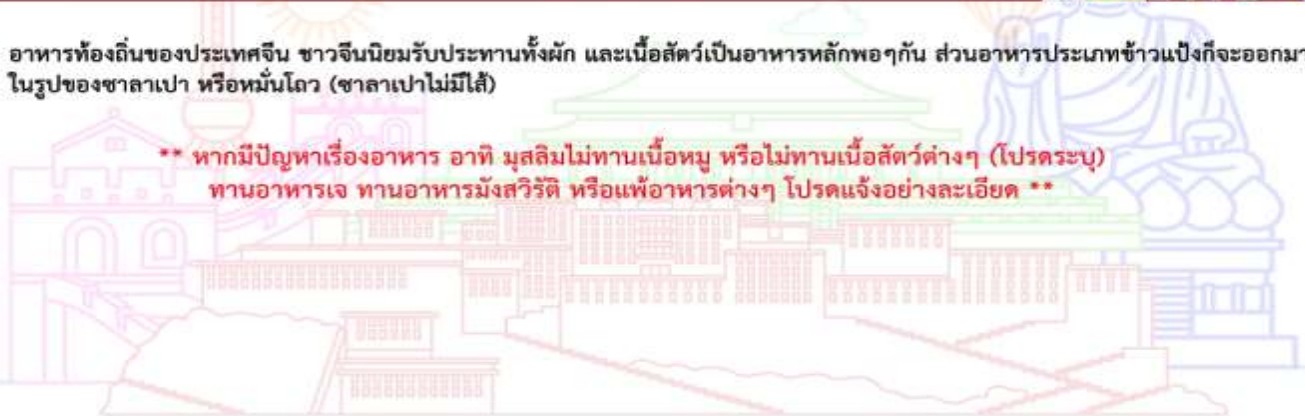 อาหารท้องถิ่นของประเทศจีน ชาวจีนนิยมรับประทานทั้งผัก และเนื้อสัตว์เป็นอาหารหลักพอๆกัน ส่วนอาหารประเภทข้าวแป้งก็จะออกมา
ในรูปของซาลาเปา หรือหมั่นโถว (ซาลาเปาไม่มีไส้)
** หากมีปัญหาเรื่องอาหาร อาทิ มุสลิมไม่ทานเนื้อหมู หรือไม่ทานเนื้อสัตว์ต่างๆ (โปรดระบุ)
ทานอาหารเจ ทานอาหารมังสวิรัติ หรือแพ้อาหารต่างๆ โปรดแจ้งอย่างละเอียด **